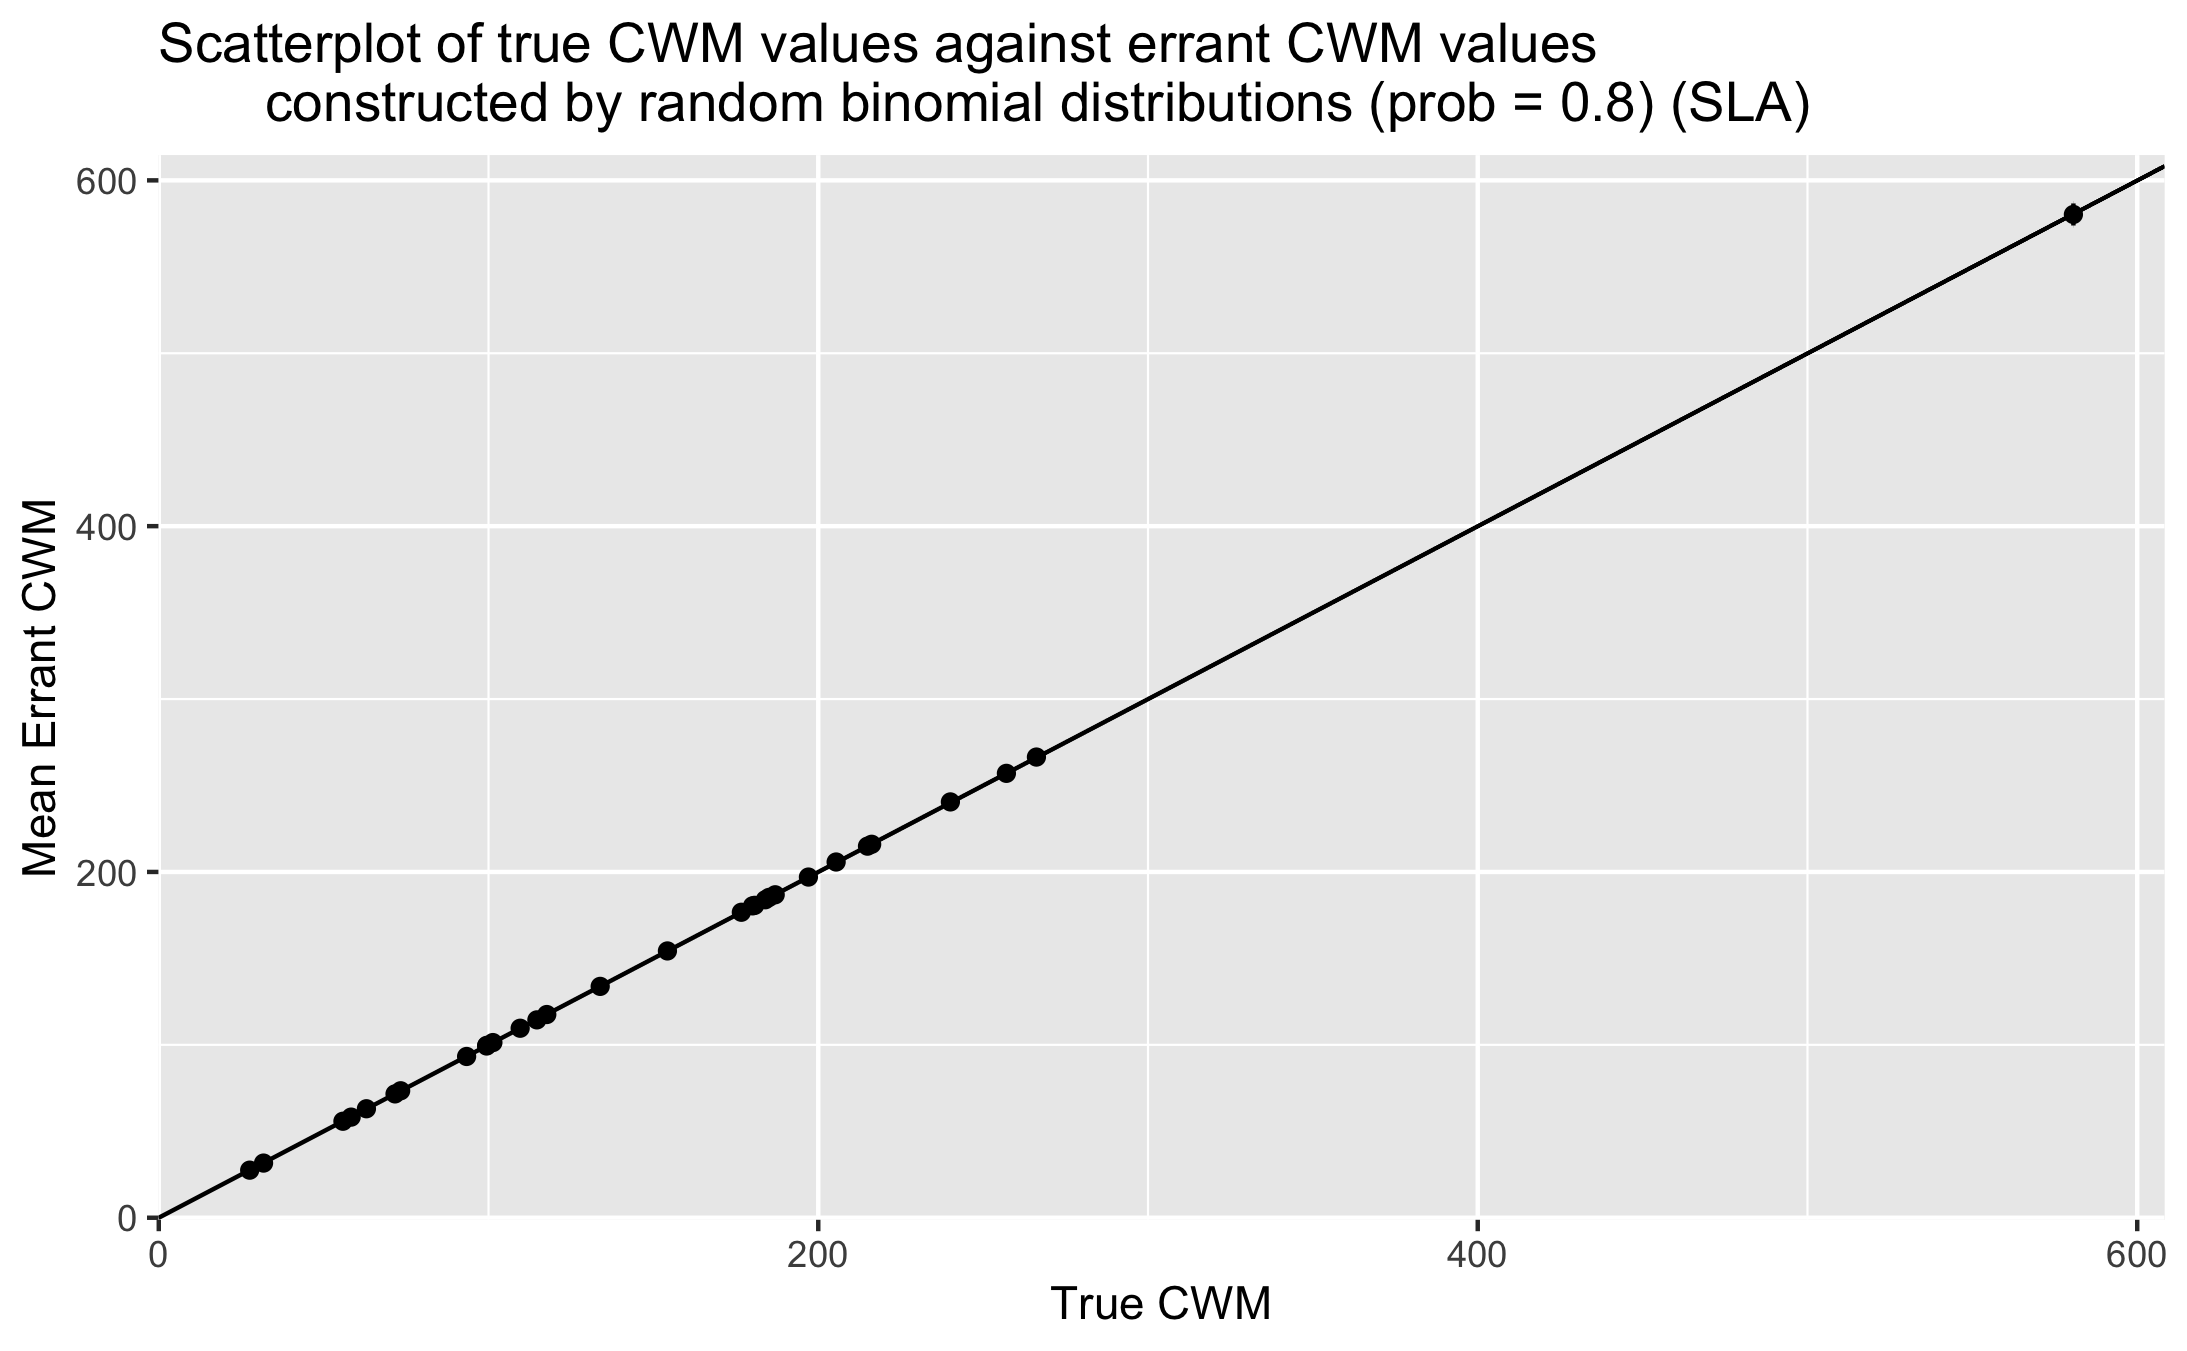 Scatterplot of true CWM values against errant CWM values
constructed by random binomial distributions (prob = 0.8) (SLA)
600
400
200
0
Mean Errant CWM
0 200 400 600
True CWM